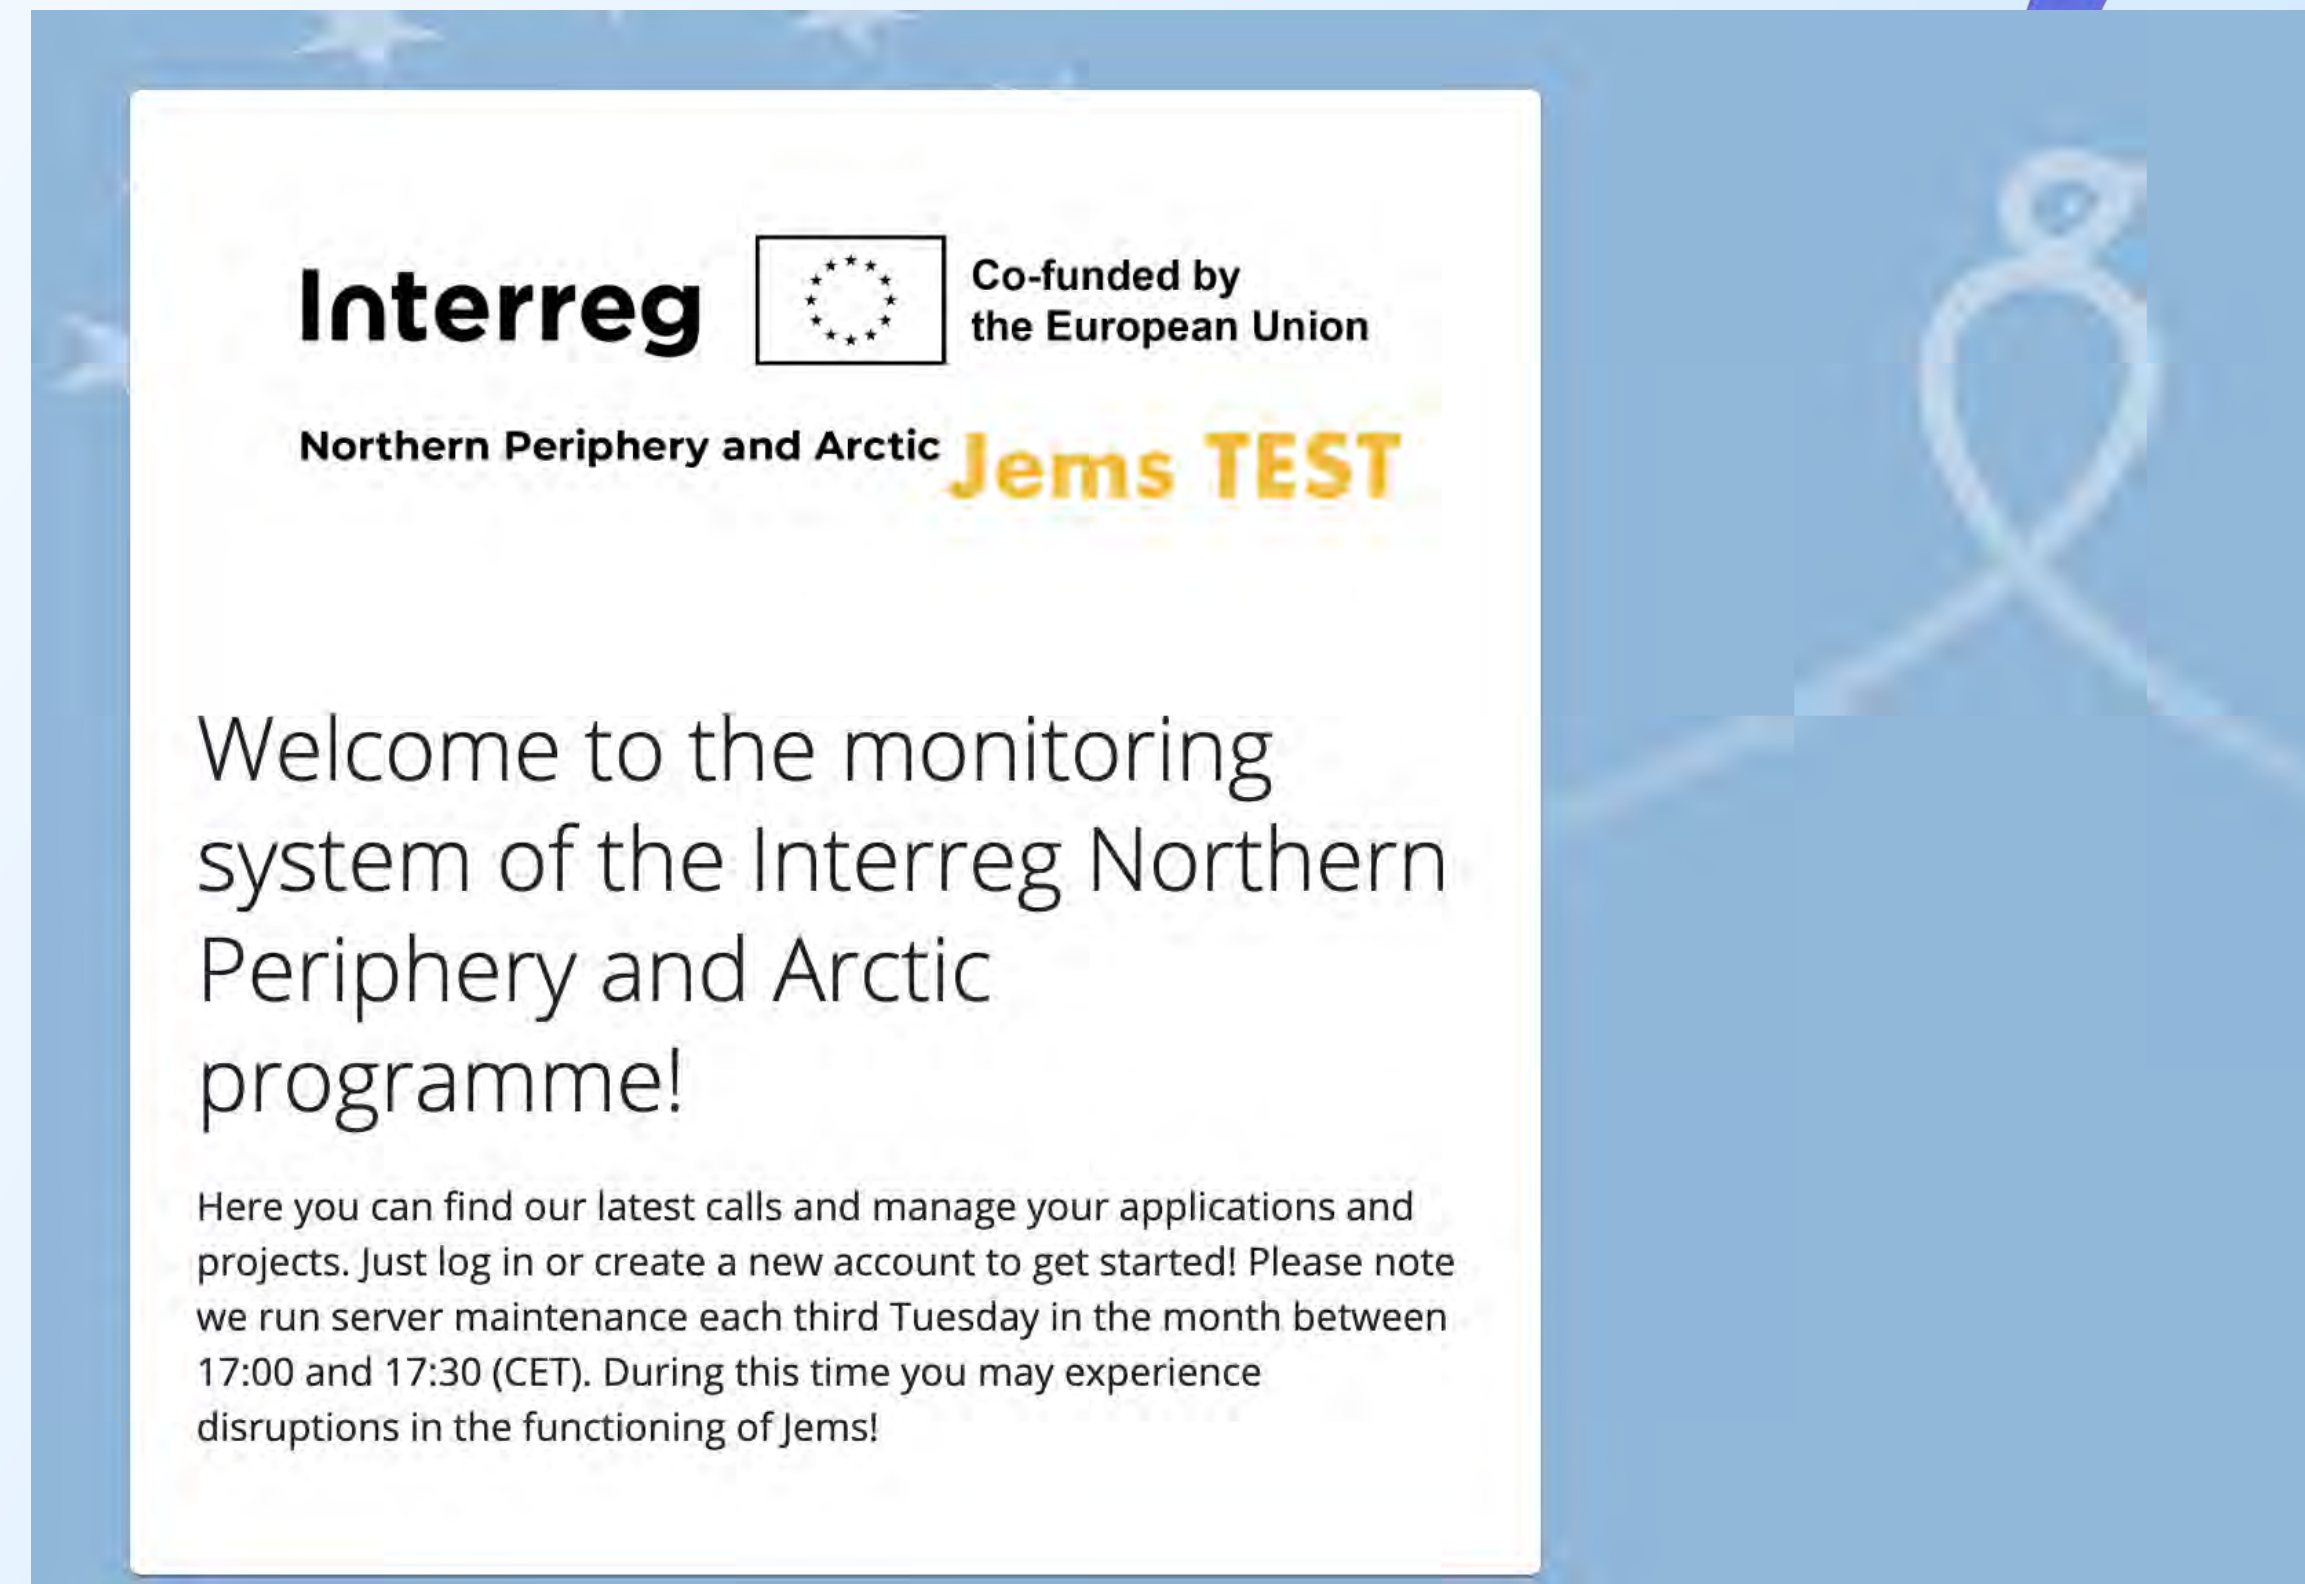 Interreg
Co-funded by
the European Union
Northern Periphery and Arctic
Jems TEST
Welcome to the monitoring
system of the Interreg Northern
Periphery and Arctic
programme!
Here you can find our latest calls and manage your applications and
projects. Just log in or create a new account to get started! Please note
we run server maintenance each third Tuesday in the month between
17:00 and 17:30 (CET). During this time you may experience
disruptions in the functioning of Jems!